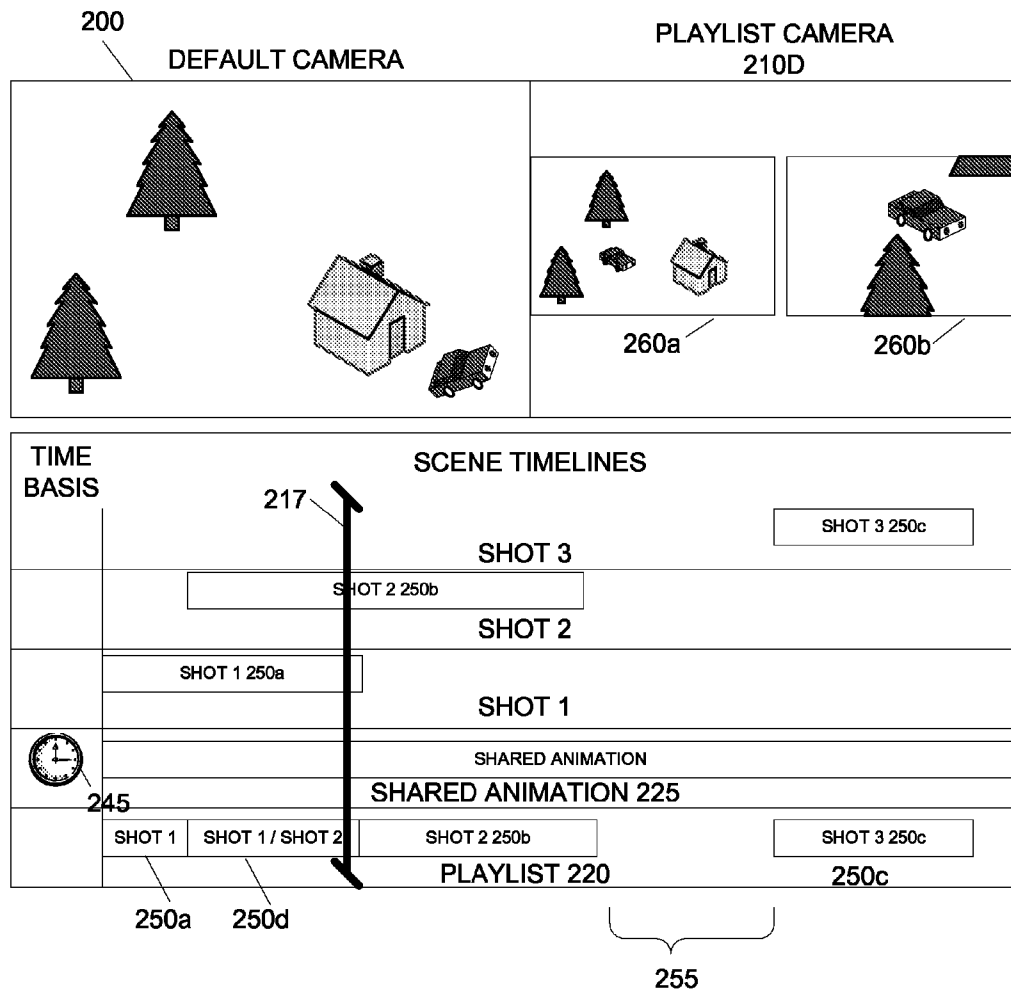 200
DEFAULT CAMERA
PLAYLIST CAMERA
210D
260a
260b
TIME
BASIS
SCENE TIMELINES
217
SHOT 3 250c
SHOT 3
SHOT 2 250b
SHOT 2
SHOT 1 250a
SHOT 1
SHARED ANIMATION
245
SHARED ANIMATION 225
SHOT 1
SHOT 1 / SHOT 2
SHOT 2 250b
SHOT 3 250c
PLAYLIST 220
250c
250a
250d
255